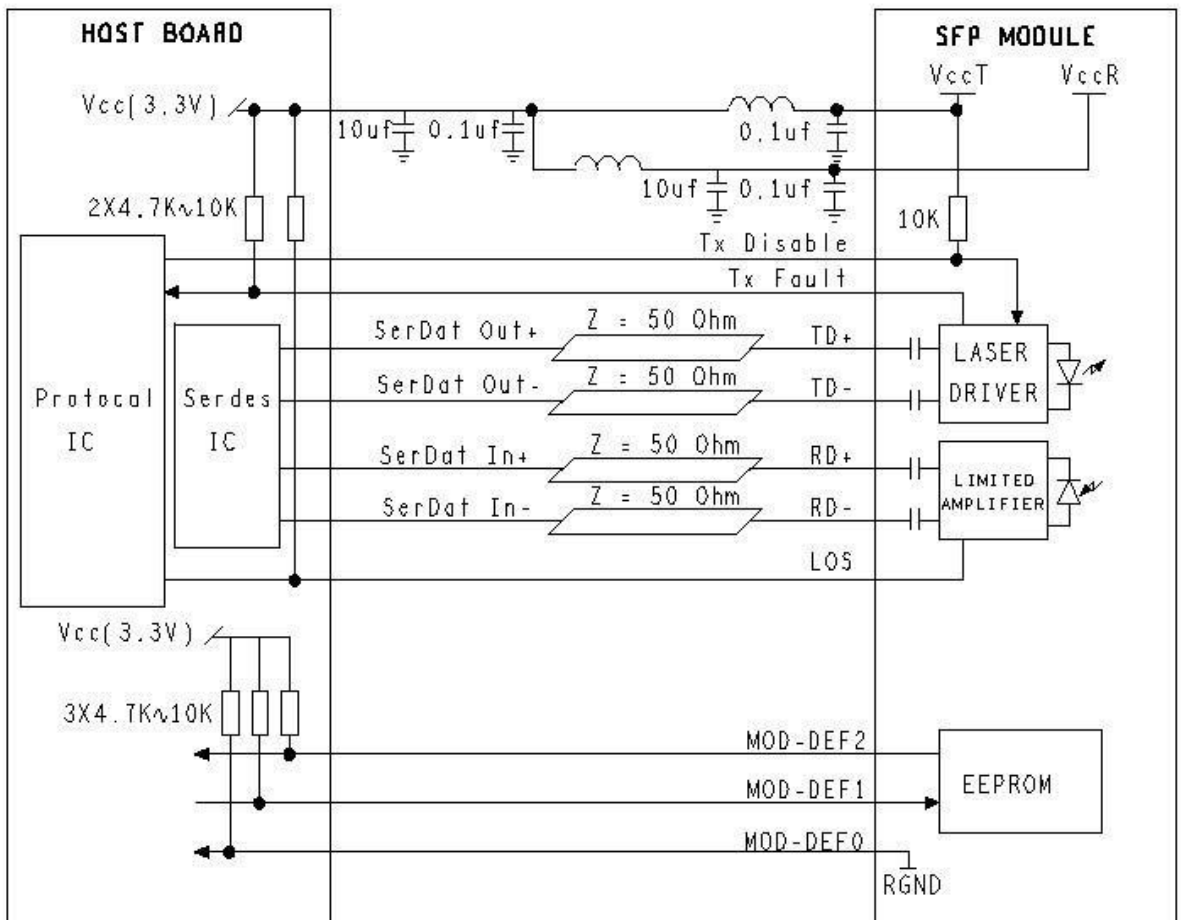 HOST BOARD
SFP MODULE
VccT
VccR
Vcc(3.3V)
10uf
0.1uf
0.1uf
10uf
0.1uf
2X4.7K∿10K
10K
Tx Disable
Tx Fault
SerDat Out+
Z = 50 Ohm
TD+
SerDat Out-
Z = 50 Ohm
TD-
LASER
DRIVER
Protocal
IC
Serdes
IC
SerDat In+
Z = 50 Ohm
RD+
SerDat In-
Z = 50 Ohm
RD-
LIMITED
AMPLIFIER
LOS
Vcc(3.3V)
3X4.7K∿10K
MOD-DEF2
MOD-DEF1
EEPROM
MOD-DEF0
RGND